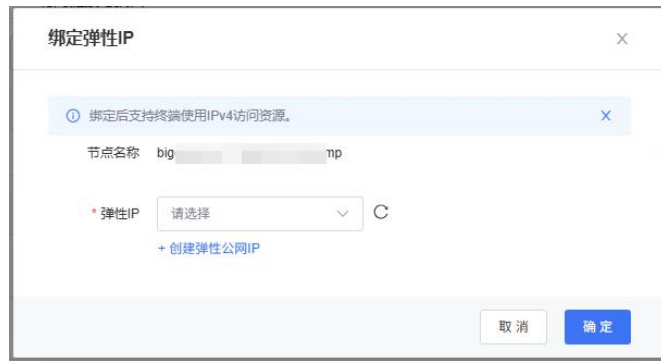 绑定弹性IP
绑定后支持终端使用IPv4访问资源。
节点名称 big mp
* 弹性IP 请选择
+ 创建弹性公网IP
取消 确定